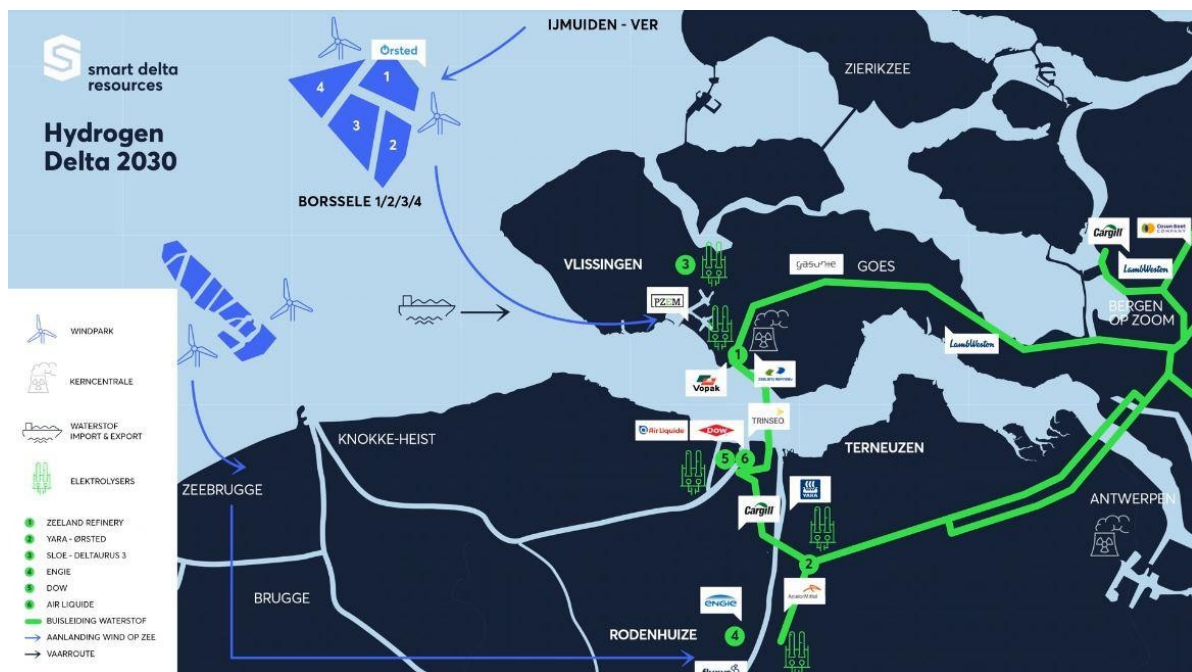 smart delta
resources
Hydrogen
Delta 2030
IJMUIDEN - VER
Ørsted
1
4
3
2
BORSSELE 1/2/3/4
ZIERIKZEE
VLISSINGEN
3
gasunie
GOES
PZEM
Cargill
LambWeston
BERGEN
OP ZOOM
LambWeston
1
Vopak
TRINSEO
Air Liquide
DOW
KNOKKE-HEIST
TERNEUZEN
5
6
YARA
ZEEBRUGGE
Cargill
ANTWERPEN
2
ArcelorMittal
BRUGGE
ENGIE
RODENHUIZE
4
WINDPARK
KERNCENTRALE
WATERSTOF
IMPORT & EXPORT
ELEKTROLYSERS
1 ZEELAND REFINERY
2 YARA - ØRSTED
3 SLOE - DELTAURUS 3
4 ENGIE
5 DOW
6 AIR LIQUIDE
BUISLEIDING WATERSTOF
AANLANDING WIND OP ZEE
VAARROUTE